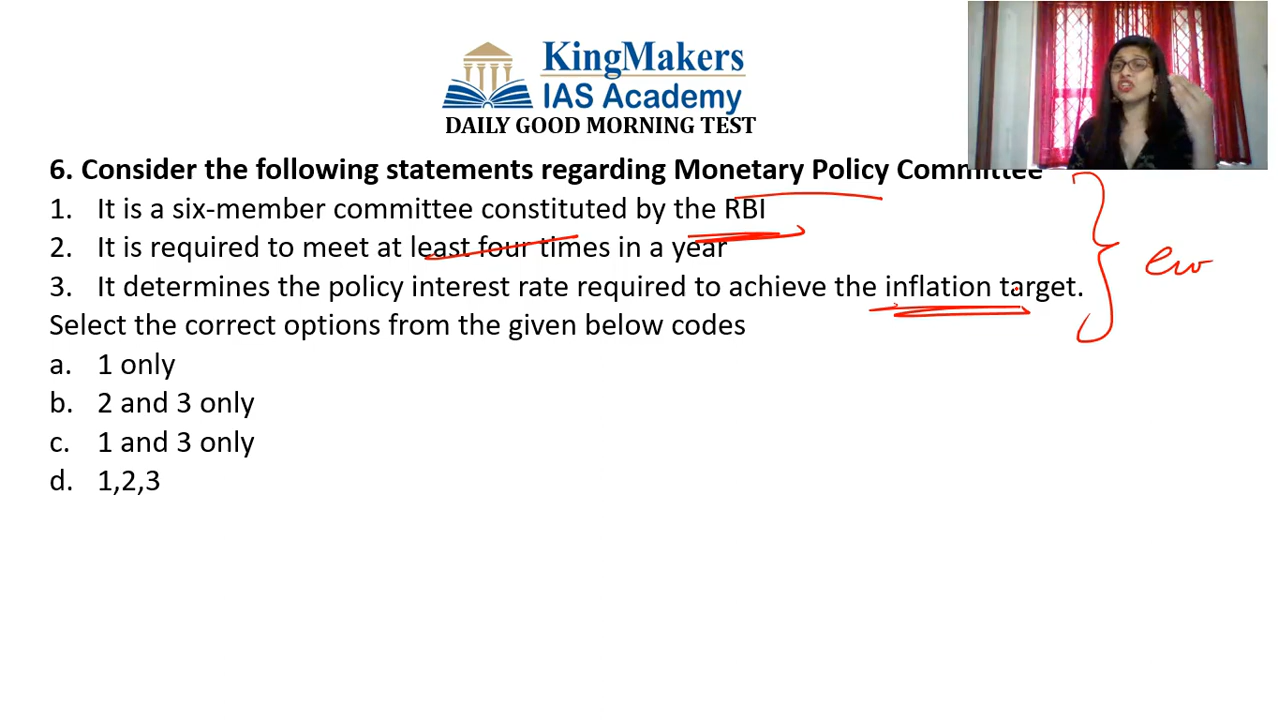 KingMakers
IAS Academy
DAILY GOOD MORNING TEST
6. Consider the following statements regarding Monetary Policy Committee
1. It is a six-member committee constituted by the RBI
2. It is required to meet at least four times in a year
3. It determines the policy interest rate required to achieve the inflation target.
Select the correct options from the given below codes
a. 1 only
b. 2 and 3 only
c. 1 and 3 only
d. 1,2,3